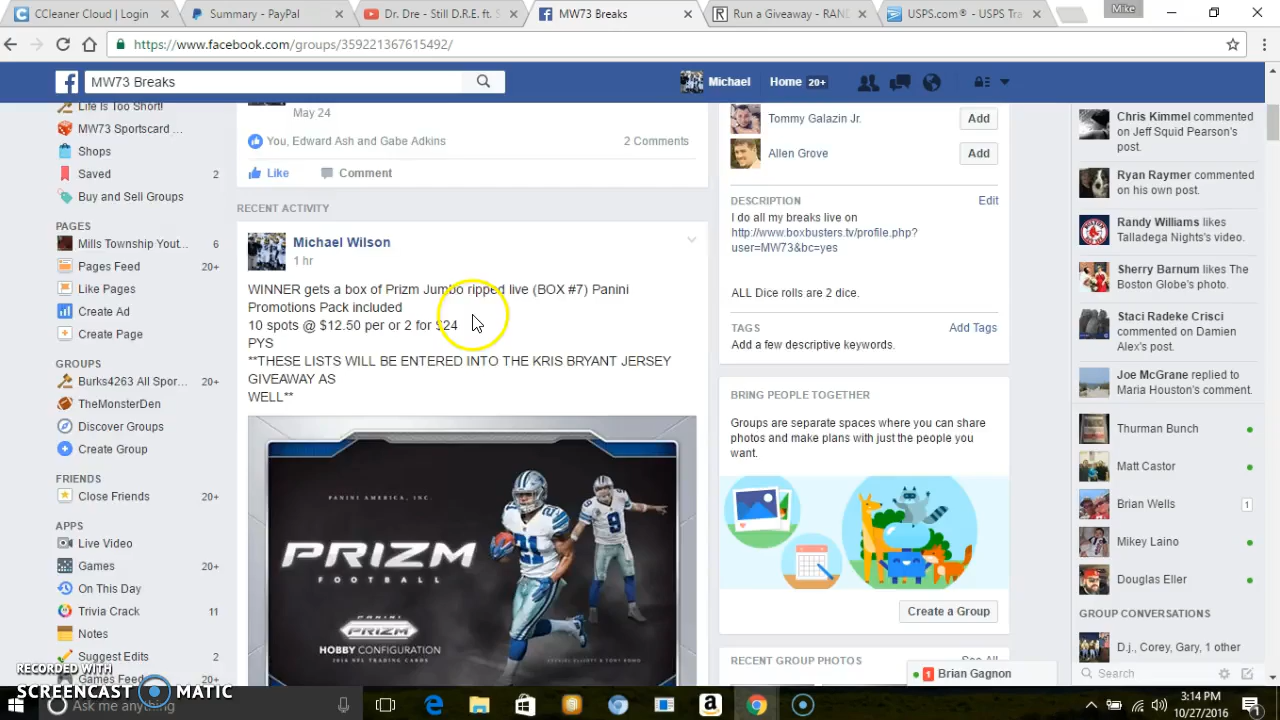 CCleaner Cloud | Login
Summary - PayPal
Dr. Dre - Still D.R.E. ft. S
MW73 Breaks
Run a Giveaway - RAND
USPS.com® - USPS Tra
Mike
https://www.facebook.com/groups/359221367615492/
MW73 Breaks
Michael
Home 20+
Life Is Too Short!
MW73 Sportscard ...
Shops
Saved 2
Buy and Sell Groups
PAGES
Mills Township Yout... 6
Pages Feed 20+
Like Pages
Create Ad
Create Page
GROUPS
Burks4263 All Spor... 20+
TheMonsterDen
Discover Groups
Create Group
FRIENDS
Close Friends 20+
APPS
Live Video
Games 20+
On This Day
Trivia Crack 11
Notes
Suggest Edits 2
Games Feed 20+
May 24
You, Edward Ash and Gabe Adkins
2 Comments
Like
Comment
RECENT ACTIVITY
Michael Wilson
1 hr
WINNER gets a box of Prizm Jumbo ripped live (BOX #7) Panini
Promotions Pack included
10 spots @ $12.50 per or 2 for $24
PYS
**THESE LISTS WILL BE ENTERED INTO THE KRIS BRYANT JERSEY
GIVEAWAY AS
WELL**
PANINI AMERICA, INC.
PRIZM
FOOTBALL
PANINI
PRIZM
HOBBY CONFIGURATION
2016 NFL TRADING CARDS
EZEKIEL ELLIOTT & TONY ROMO
Tommy Galazin Jr.
Add
Allen Grove
Add
DESCRIPTION
Edit
I do all my breaks live on
http://www.boxbusters.tv/profile.php?
user=MW73&bc=yes
ALL Dice rolls are 2 dice.
TAGS
Add Tags
Add a few descriptive keywords.
BRING PEOPLE TOGETHER
Groups are separate spaces where you can share
photos and make plans with just the people you
want.
Create a Group
RECENT GROUP PHOTOS
See All
1 Brian Gagnon
Chris Kimmel commented
on Jeff Squid Pearson's
post.
Ryan Raymer commented
on his own post.
Randy Williams likes
Talladega Nights's video.
Sherry Barnum likes The
Boston Globe's photo.
Staci Radeke Crisci
commented on Damien
Alex's post.
Joe McGrane replied to
Maria Houston's comment.
Thurman Bunch
Matt Castor
Brian Wells 1
Mikey Laino
Douglas Eller
GROUP CONVERSATIONS
D.j., Corey, Gary, 1 other
Search
RECORDED WITH
SCREENCAST MATIC
Ask me anything
3:14 PM
10/27/2016